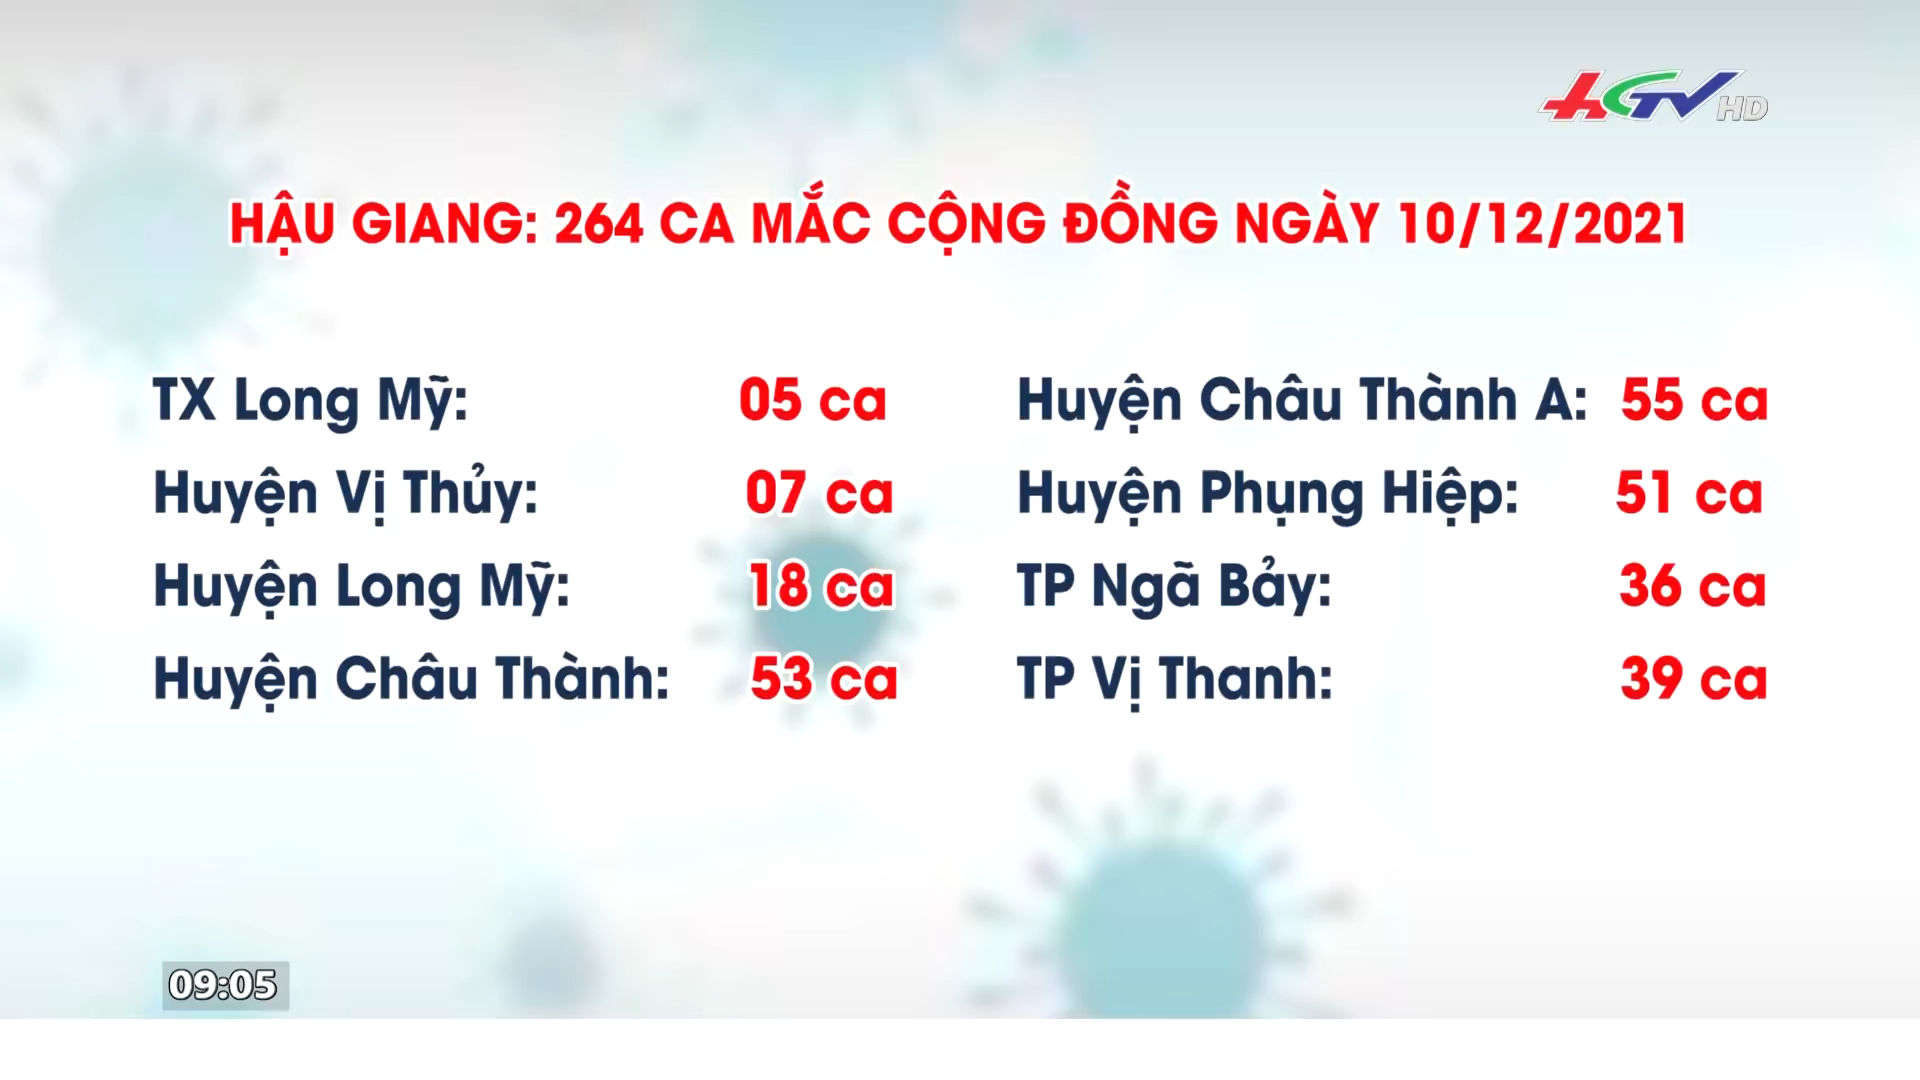 HGTV HD
HẬU GIANG: 264 CA MẮC CỘNG ĐỒNG NGÀY 10/12/2021
TX Long Mỹ: 05 ca
Huyện Vị Thủy: 07 ca
Huyện Long Mỹ: 18 ca
Huyện Châu Thành: 53 ca
Huyện Châu Thành A: 55 ca
Huyện Phụng Hiệp: 51 ca
TP Ngã Bảy: 36 ca
TP Vị Thanh: 39 ca
09:05